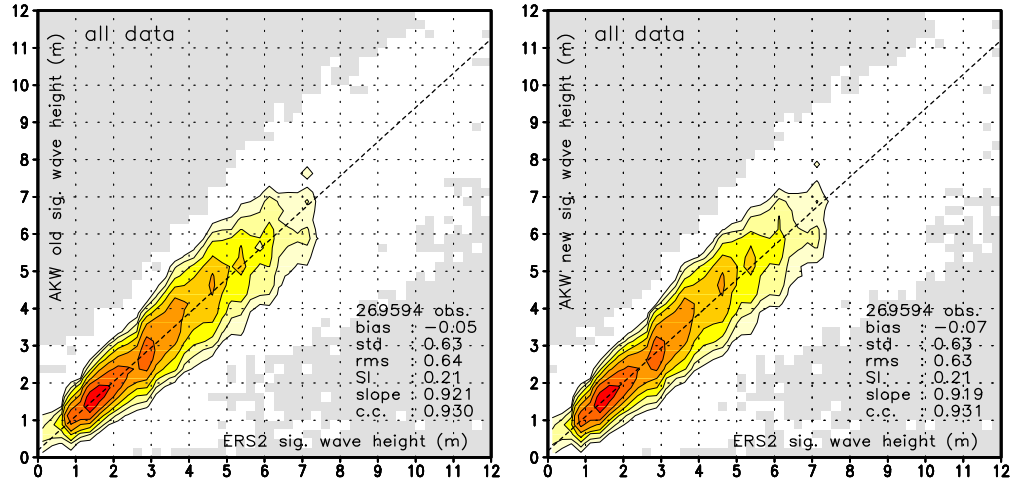 12
11
10
9
8
7
6
5
4
3
2
1
0
all data
AKW old sig. wave height (m)
269594 obs.
bias : -0.05
std : 0.63
rms : 0.64
SI : 0.21
slope : 0.921
c.c. : 0.930
ERS2 sig. wave height (m)
0 1 2 3 4 5 6 7 8 9 10 11 12
12
11
10
9
8
7
6
5
4
3
2
1
0
all data
AKW new sig. wave height (m)
269594 obs.
bias : -0.07
std : 0.63
rms : 0.63
SI : 0.21
slope : 0.919
c.c. : 0.931
ERS2 sig. wave height (m)
0 1 2 3 4 5 6 7 8 9 10 11 12